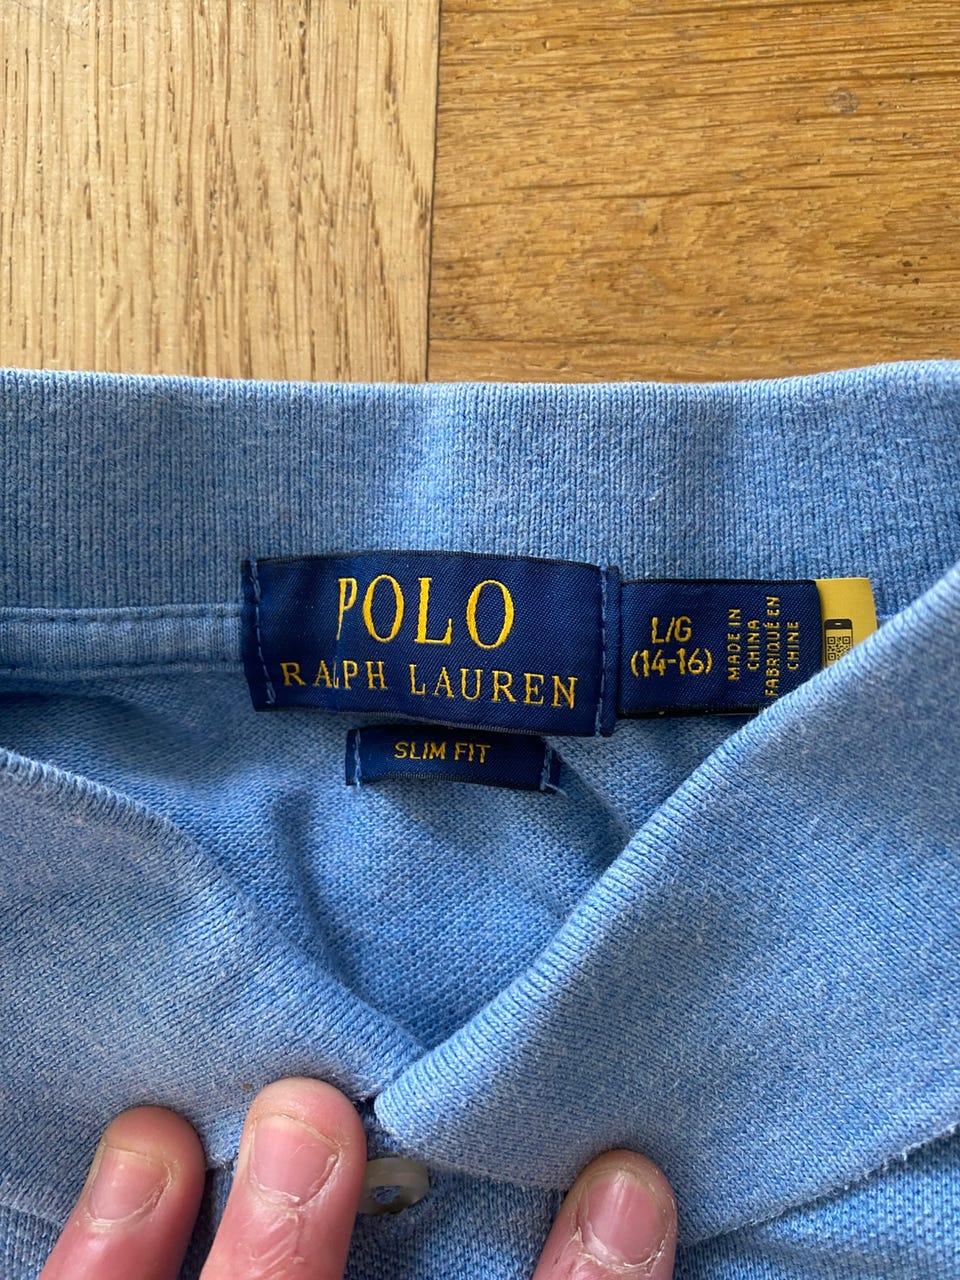 POLO
RALPH LAUREN
SLIM FIT
L/G
(14-16)
MADE IN
CHINA
FABRIQUÉ EN
CHINE